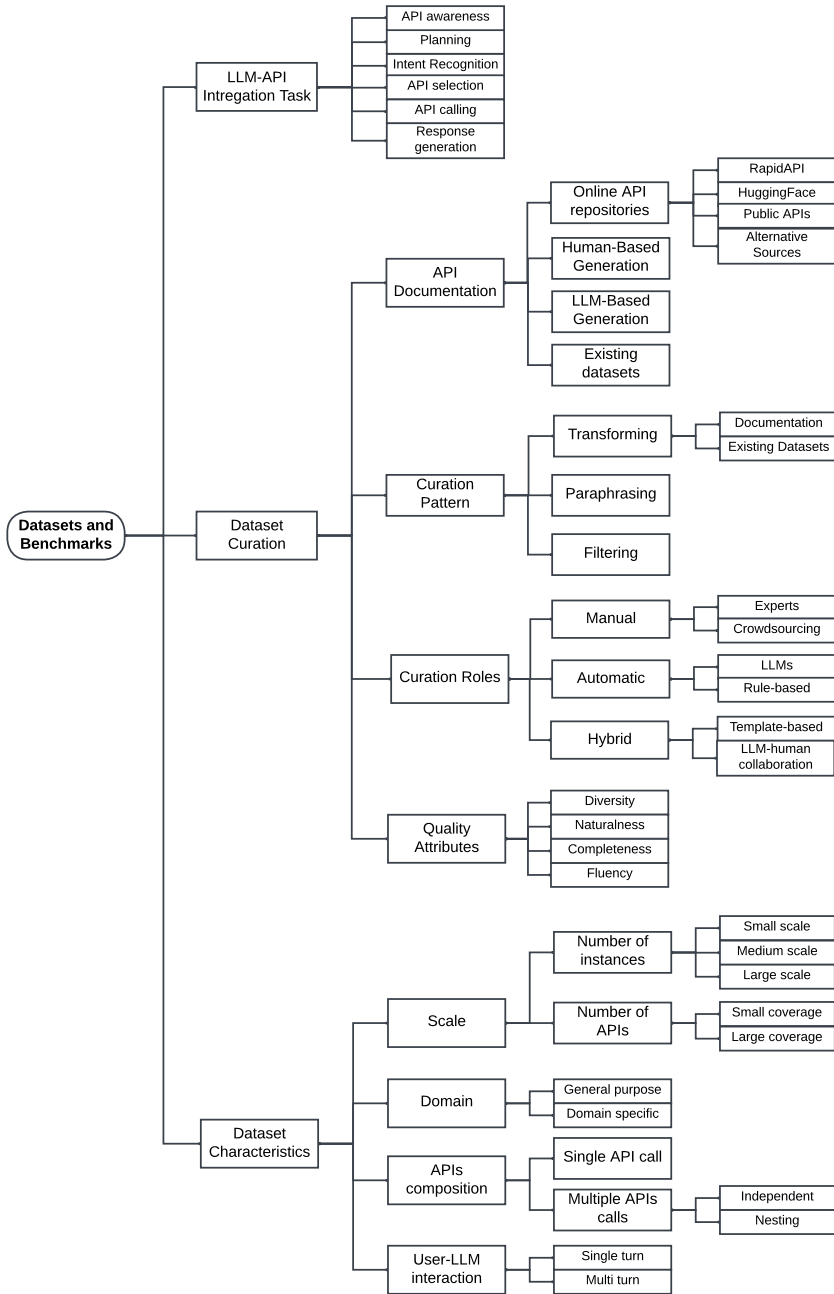 Datasets and
Benchmarks
LLM-API
Intregation Task
API awareness
Planning
Intent Recognition
API selection
API calling
Response
generation
Dataset
Curation
API
Documentation
Online API
repositories
RapidAPI
HuggingFace
Public APIs
Alternative
Sources
Human-Based
Generation
LLM-Based
Generation
Existing
datasets
Curation
Pattern
Transforming
Documentation
Existing Datasets
Paraphrasing
Filtering
Curation Roles
Manual
Experts
Crowdsourcing
Automatic
LLMs
Rule-based
Hybrid
Template-based
LLM-human
collaboration
Quality
Attributes
Diversity
Naturalness
Completeness
Fluency
Dataset
Characteristics
Scale
Number of
instances
Small scale
Medium scale
Large scale
Number of
APIs
Small coverage
Large coverage
Domain
General purpose
Domain specific
APIs
composition
Single API call
Multiple APIs
calls
Independent
Nesting
User-LLM
interaction
Single turn
Multi turn